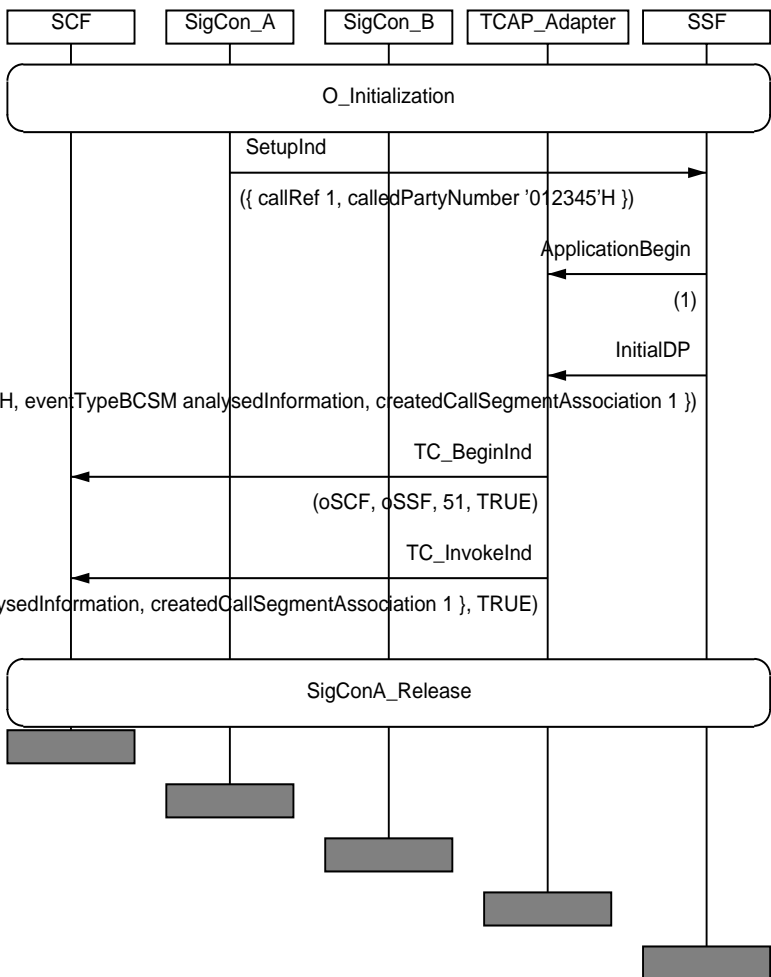 SCF SigCon_A SigCon_B TCAP_Adapter SSF
O_Initialization
SetupInd
({ callRef 1, calledPartyNumber '012345'H })
ApplicationBegin
(1)
InitialDP
H, eventTypeBCSM analysedInformation, createdCallSegmentAssociation 1 })
TC_BeginInd
(oSCF, oSSF, 51, TRUE)
TC_InvokeInd
ysedInformation, createdCallSegmentAssociation 1 }, TRUE)
SigConA_Release